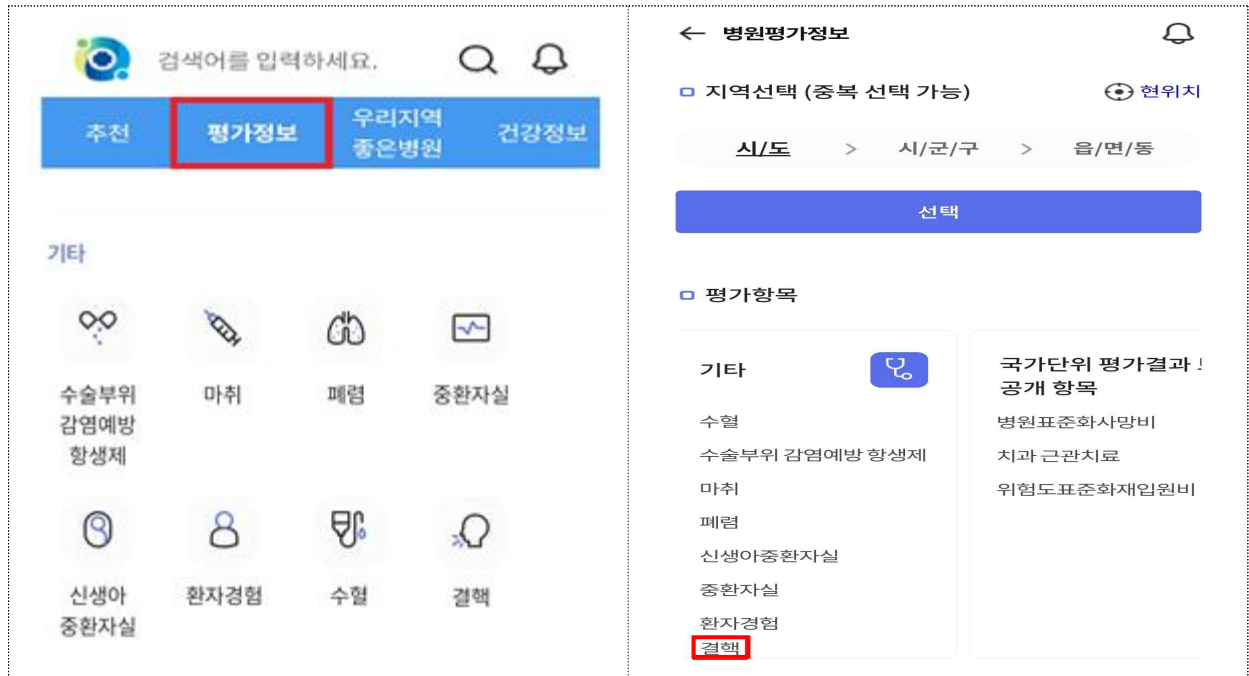 검색어를 입력하세요.
추천
평가정보
우리지역
좋은병원
건강정보
기타
수술부위
감염예방
항생제
마취
폐렴
중환자실
신생아
중환자실
환자경험
수혈
결핵
← 병원평가정보
지역선택 (중복 선택 가능)
현위치
시/도 > 시/군/구 > 읍/면/동
선택
평가항목
기타
수혈
수술부위 감염예방 항생제
마취
폐렴
신생아중환자실
중환자실
환자경험
결핵
국가단위 평가결과
공개 항목
병원표준화사망비
치과 근관치료
위험도표준화재입원비